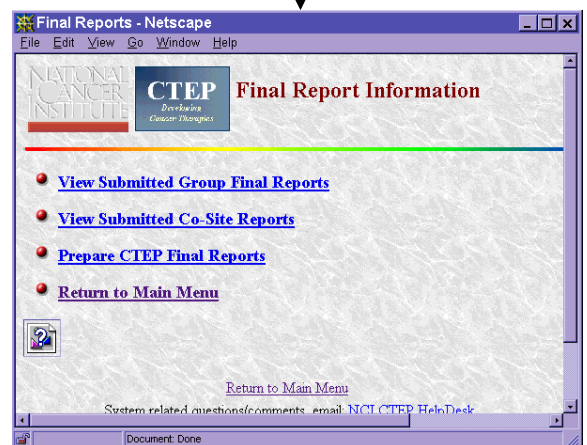 Final Reports - Netscape
File Edit View Go Window Help
NATIONAL
CANCER
INSTITUTE
CTEP
Developing
Cancer Therapies
Final Report Information
View Submitted Group Final Reports
View Submitted Co-Site Reports
Prepare CTEP Final Reports
Return to Main Menu
Return to Main Menu
System related questions/comments, email: NCI CTEP HelpDesk
Document: Done